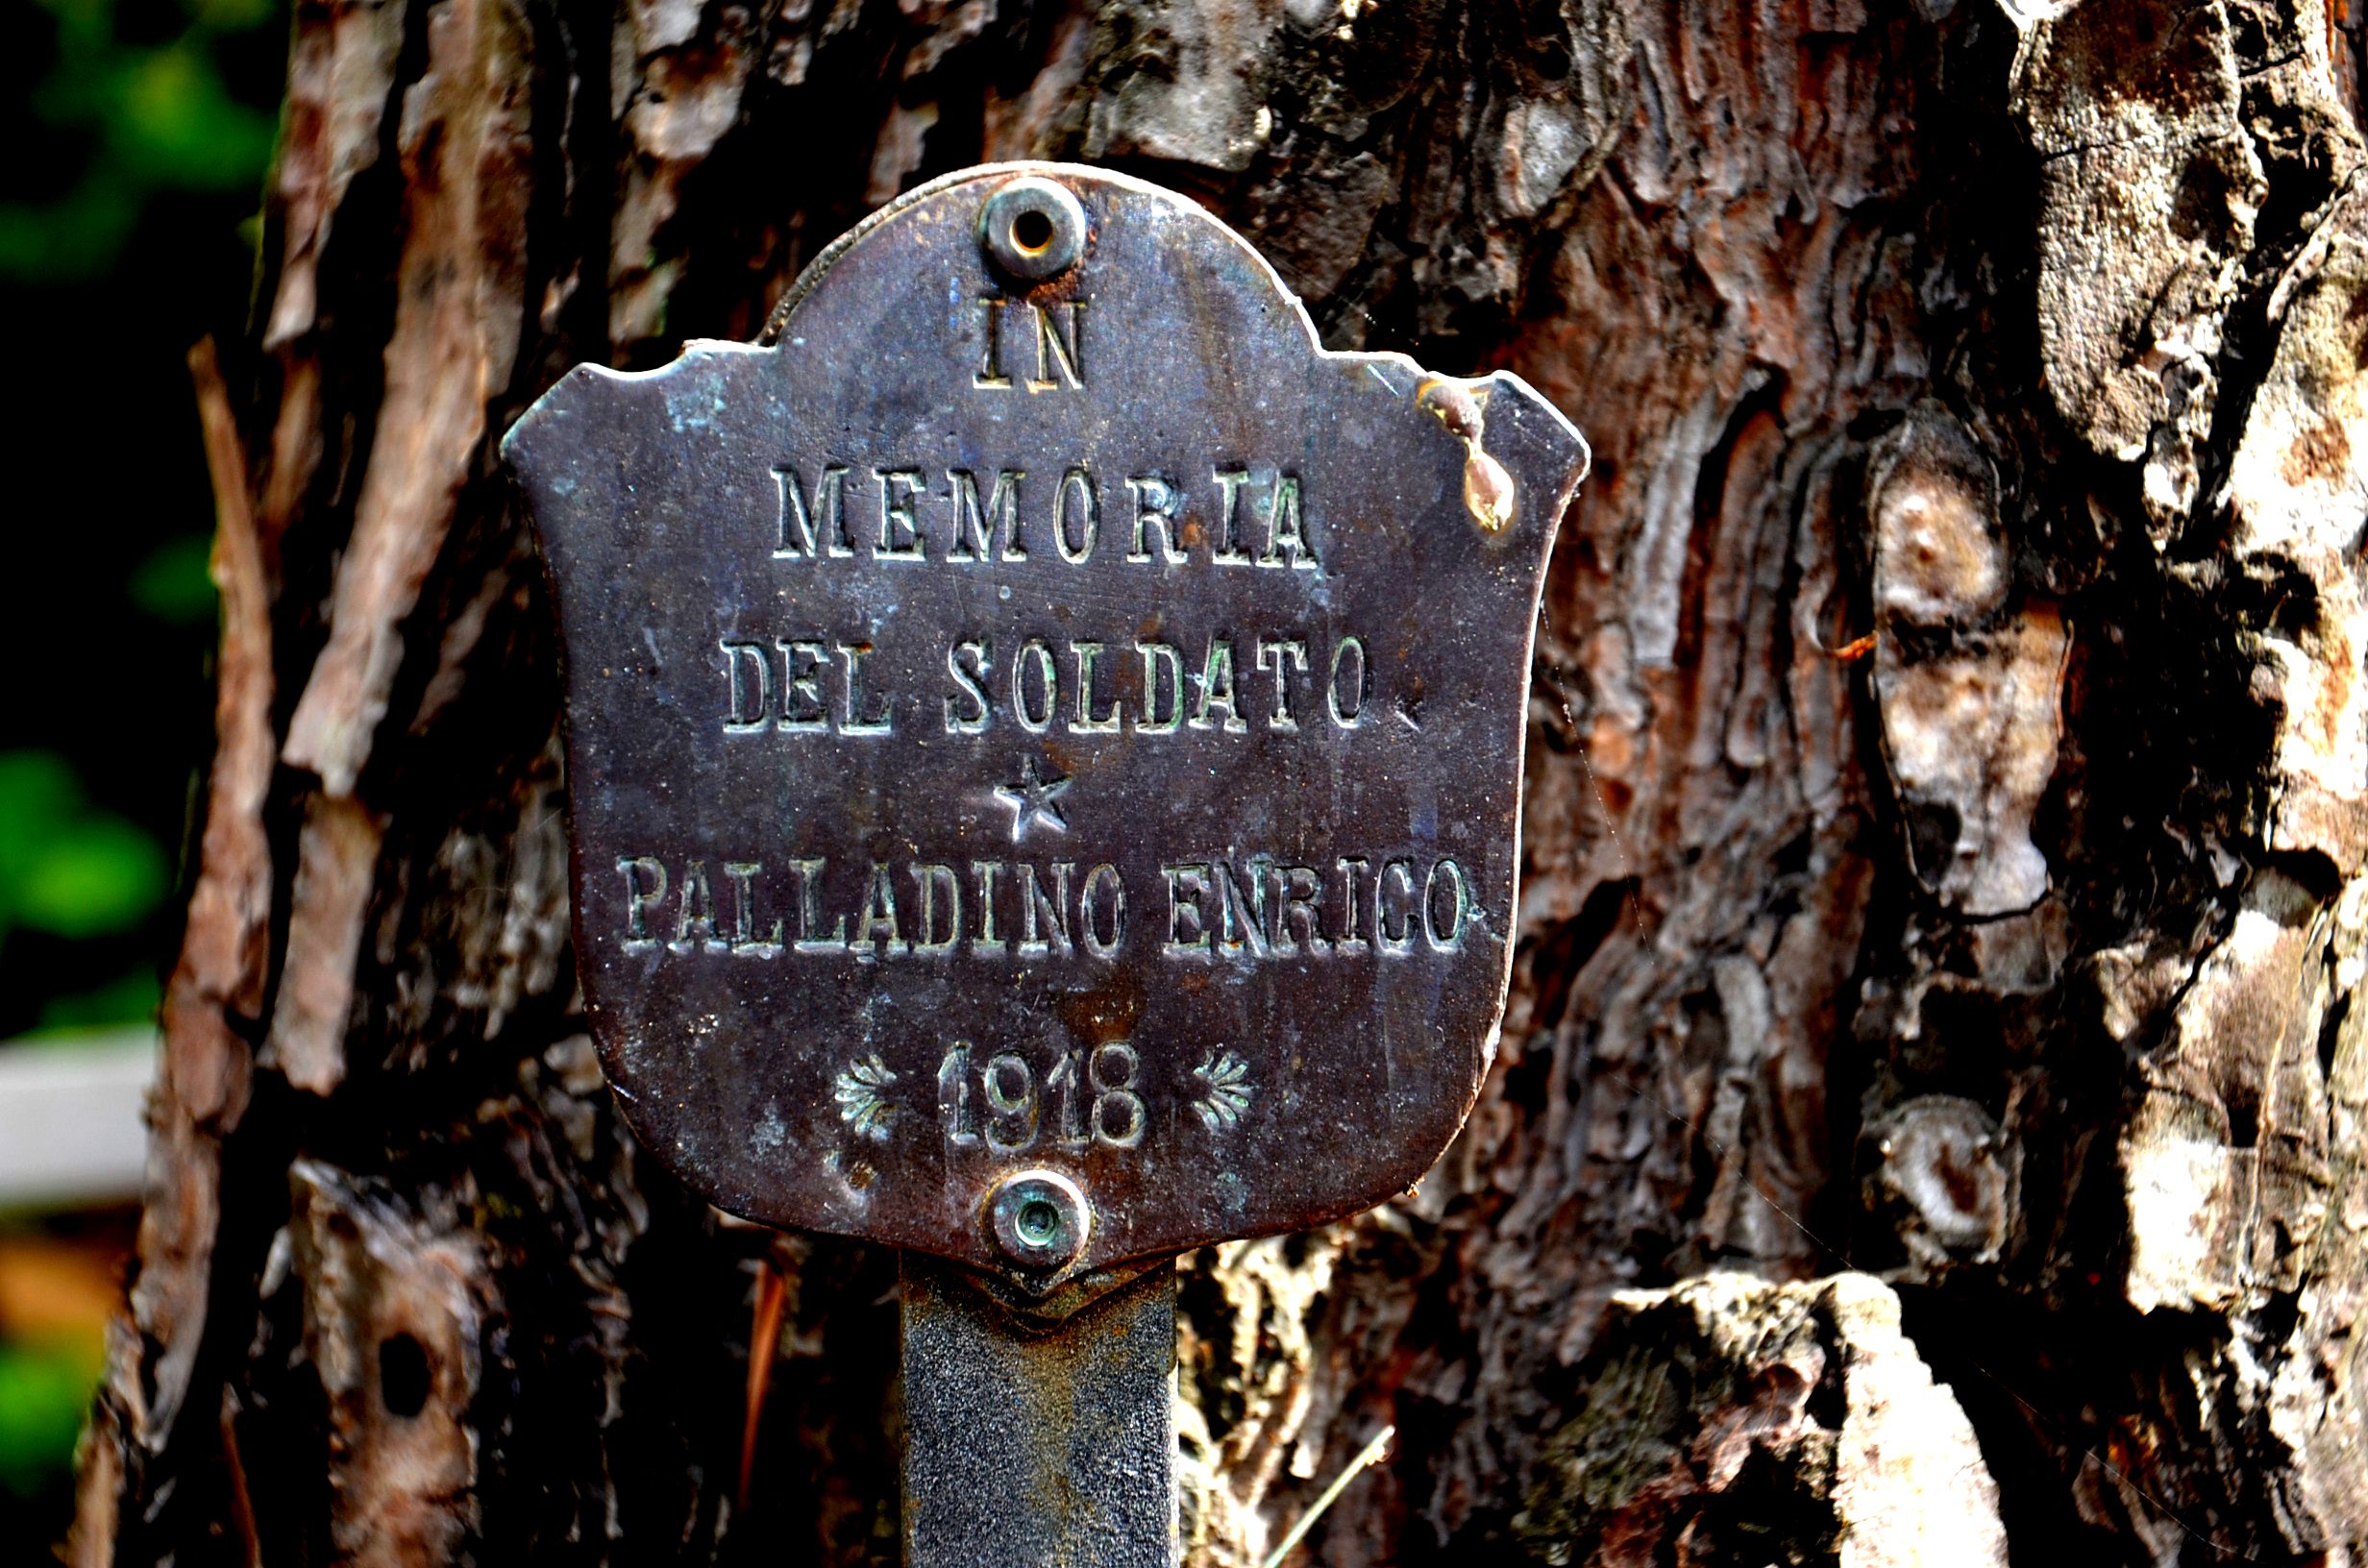 IN
MEMORIA
DEL SOLDATO
PALLADINO ENRICO
1918